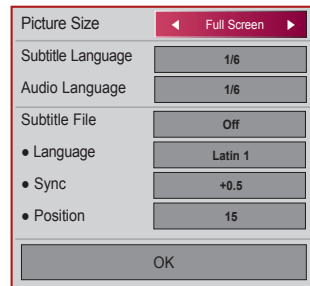 Picture Size ◄ Full Screen ►
Subtitle Language 1/6
Audio Language 1/6
Subtitle File Off
● Language Latin 1
● Sync +0.5
● Position 15
OK